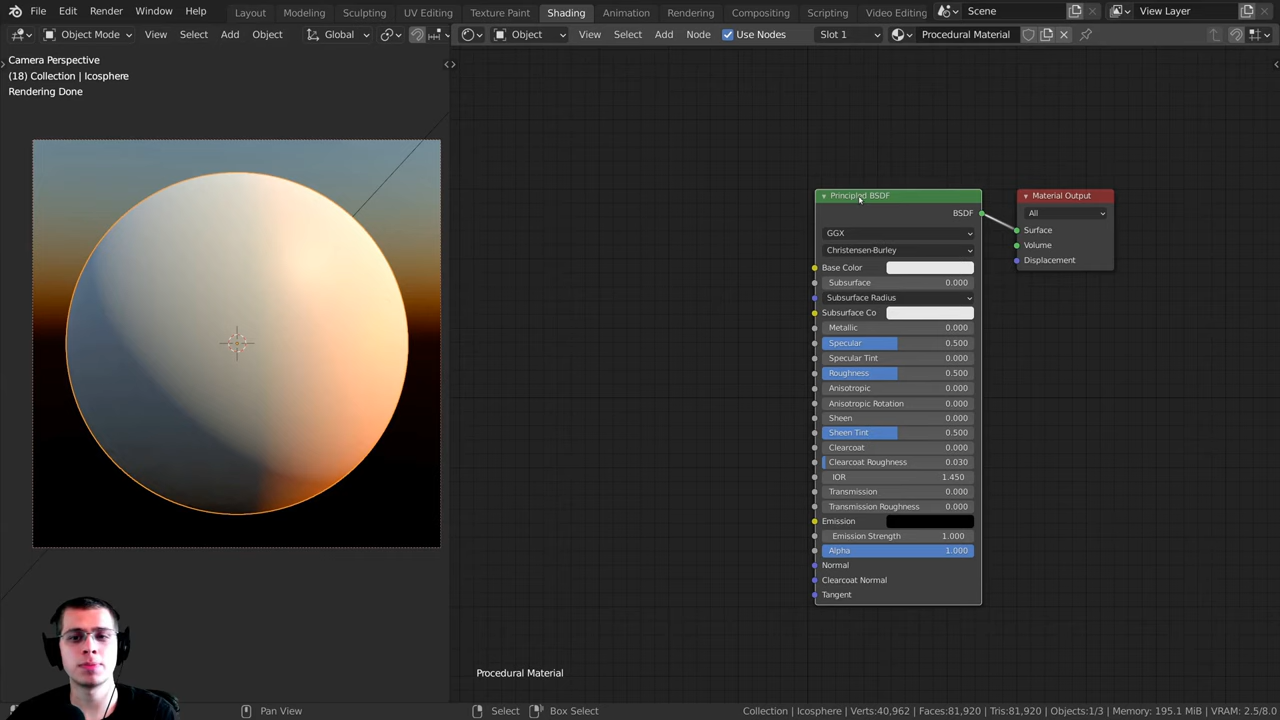 File Edit Render Window Help Layout Modeling Sculpting UV Editing Texture Paint Shading Animation Rendering Compositing Scripting Video Editing Scene View Layer
Object Mode View Select Add Object Global Object View Select Add Node Use Nodes Slot 1 Procedural Material
Camera Perspective
(18) Collection | Icosphere
Rendering Done
Principled BSDF
BSDF
GGX
Christensen-Burley
Base Color
Subsurface 0.000
Subsurface Radius
Subsurface Co
Metallic 0.000
Specular 0.500
Specular Tint 0.000
Roughness 0.500
Anisotropic 0.000
Anisotropic Rotation 0.000
Sheen 0.000
Sheen Tint 0.500
Clearcoat 0.000
Clearcoat Roughness 0.030
IOR 1.450
Transmission 0.000
Transmission Roughness 0.000
Emission
Emission Strength 1.000
Alpha 1.000
Normal
Clearcoat Normal
Tangent
Material Output
All
Surface
Volume
Displacement
Procedural Material
Pan View Select Box Select Collection | Icosphere | Verts:40,962 | Faces:81,920 | Tris:81,920 | Objects:1/3 | Memory: 195.1 MiB | VRAM: 2.5/8.0